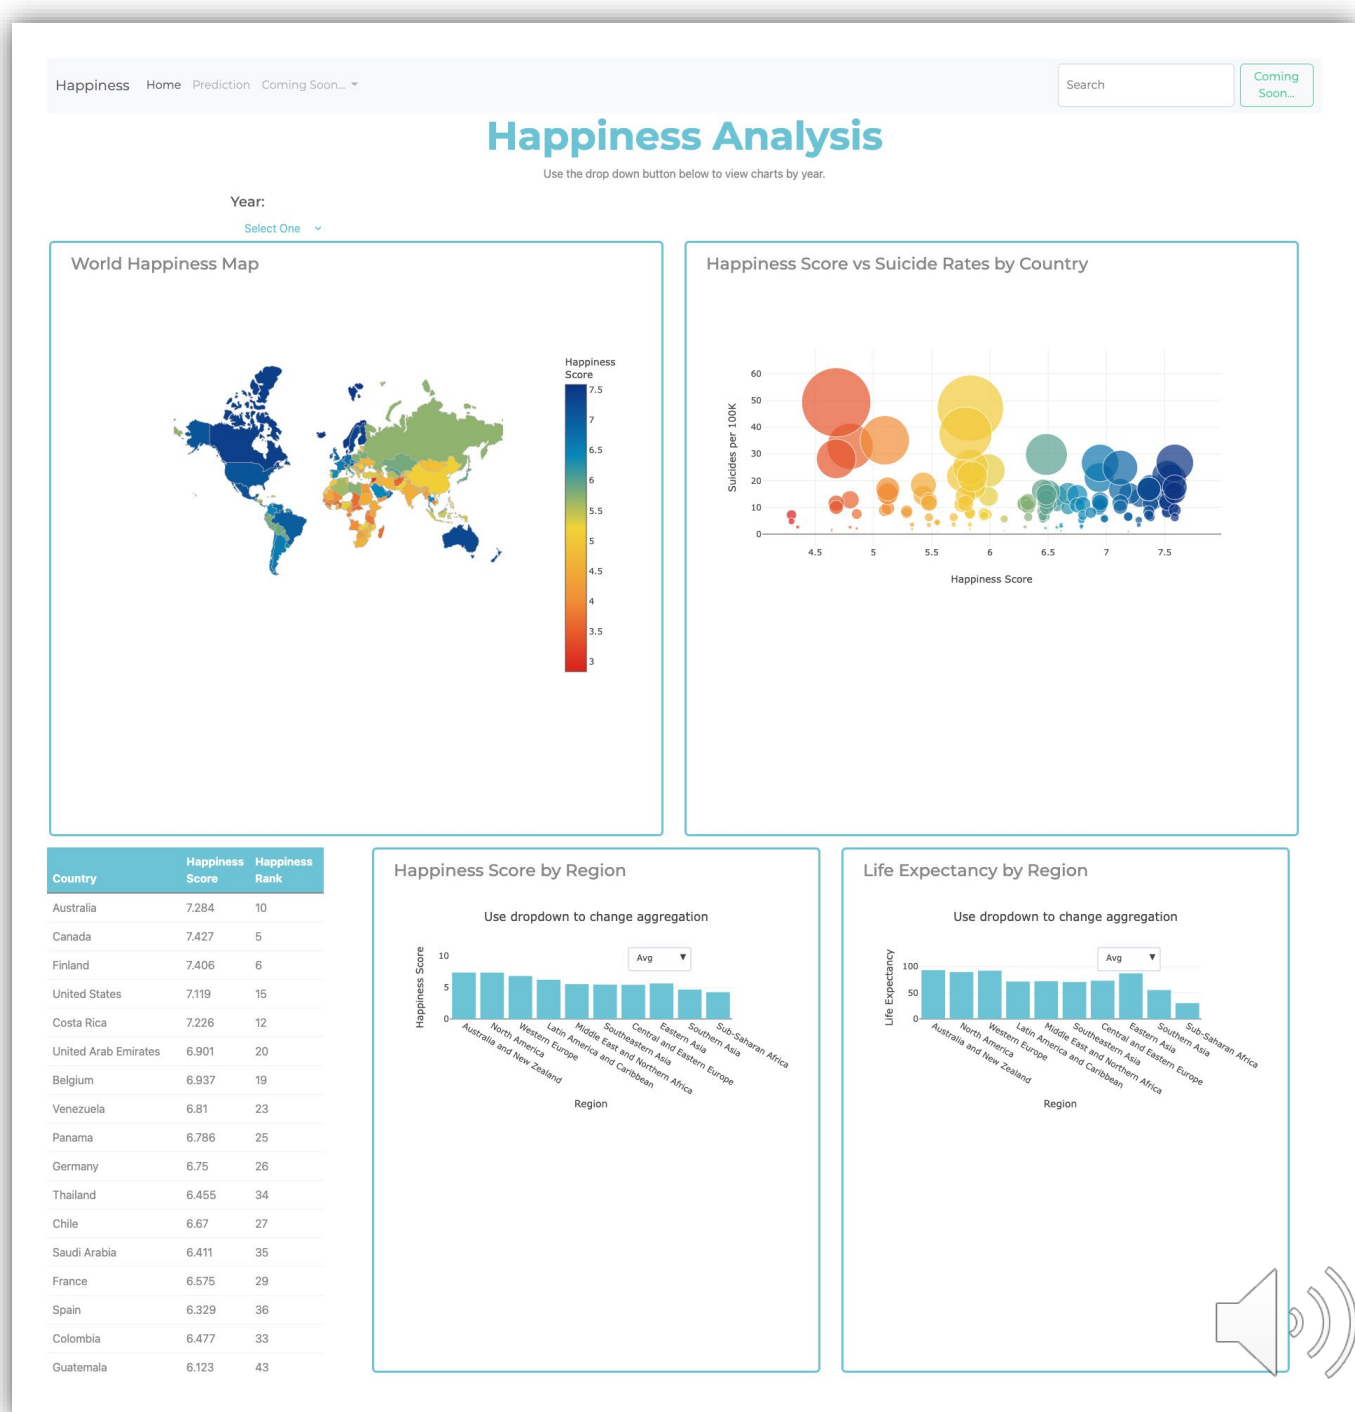 Happiness Home Prediction Coming Soon...
Search
Coming
Soon...
Happiness Analysis
Use the drop down button below to view charts by year.
Year:
Select One
World Happiness Map
Happiness
Score
7.5
7
6.5
6
5.5
5
4.5
4
3.5
3
Happiness Score vs Suicide Rates by Country
Suicides per 100K
60
50
40
30
20
10
0
4.5 5 5.5 6 6.5 7 7.5
Happiness Score
Country Happiness Score Happiness Rank
Australia 7.284 10
Canada 7.427 5
Finland 7.406 6
United States 7.119 15
Costa Rica 7.226 12
United Arab Emirates 6.901 20
Belgium 6.937 19
Venezuela 6.81 23
Panama 6.786 25
Germany 6.75 26
Thailand 6.455 34
Chile 6.67 27
Saudi Arabia 6.411 35
France 6.575 29
Spain 6.329 36
Colombia 6.477 33
Guatemala 6.123 43
Happiness Score by Region
Use dropdown to change aggregation
Avg
Happiness Score
10
5
0
Australia and New Zealand
North America
Western Europe
Latin America and Caribbean
Middle East and Northern Africa
Southeastern Asia
Central and Eastern Europe
Eastern Asia
Southern Asia
Sub-Saharan Africa
Region
Life Expectancy by Region
Use dropdown to change aggregation
Avg
Life Expectancy
100
50
0
Australia and New Zealand
North America
Western Europe
Latin America and Caribbean
Middle East and Northern Africa
Southeastern Asia
Central and Eastern Europe
Eastern Asia
Southern Asia
Sub-Saharan Africa
Region